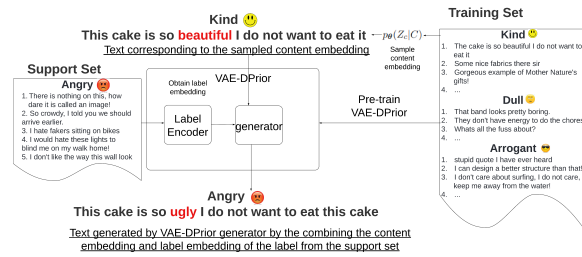 Training Set
Kind
This cake is so beautiful I do not want to eat it
Text corresponding to the sampled content embedding
pθ(Zc|C)
Sample
content
embedding
Kind
1. The cake is so beautiful I do not want to
eat it
2. Some nice fabrics there sir
3. Gorgeous example of Mother Nature's
gifts!
4. ...
Dull
1. That band looks pretty boring.
2. They don't have energy to do the chores
3. Whats all the fuss about?
4. ...
Arrogant
1. stupid quote I have ever heard
2. I can design a better structure than that!
3. I don't care about surfing, I do not care,
keep me away from the water!
4. ...
Support Set
Angry
1. There is nothing on this, how
dare it is called an image!
2. So crowdy, I told you we should
arrive earlier.
3. I hate fakers sitting on bikes
4. I would hate these lights to
blind me on my walk home!
5. I don't like the way this wall look
VAE-DPrior
Obtain label
embedding
Label
Encoder
generator
Pre-train
VAE-DPrior
Angry
This cake is so ugly I do not want to eat this cake
Text generated by VAE-DPrior generator by the combining the content
embedding and label embedding of the label from the support set